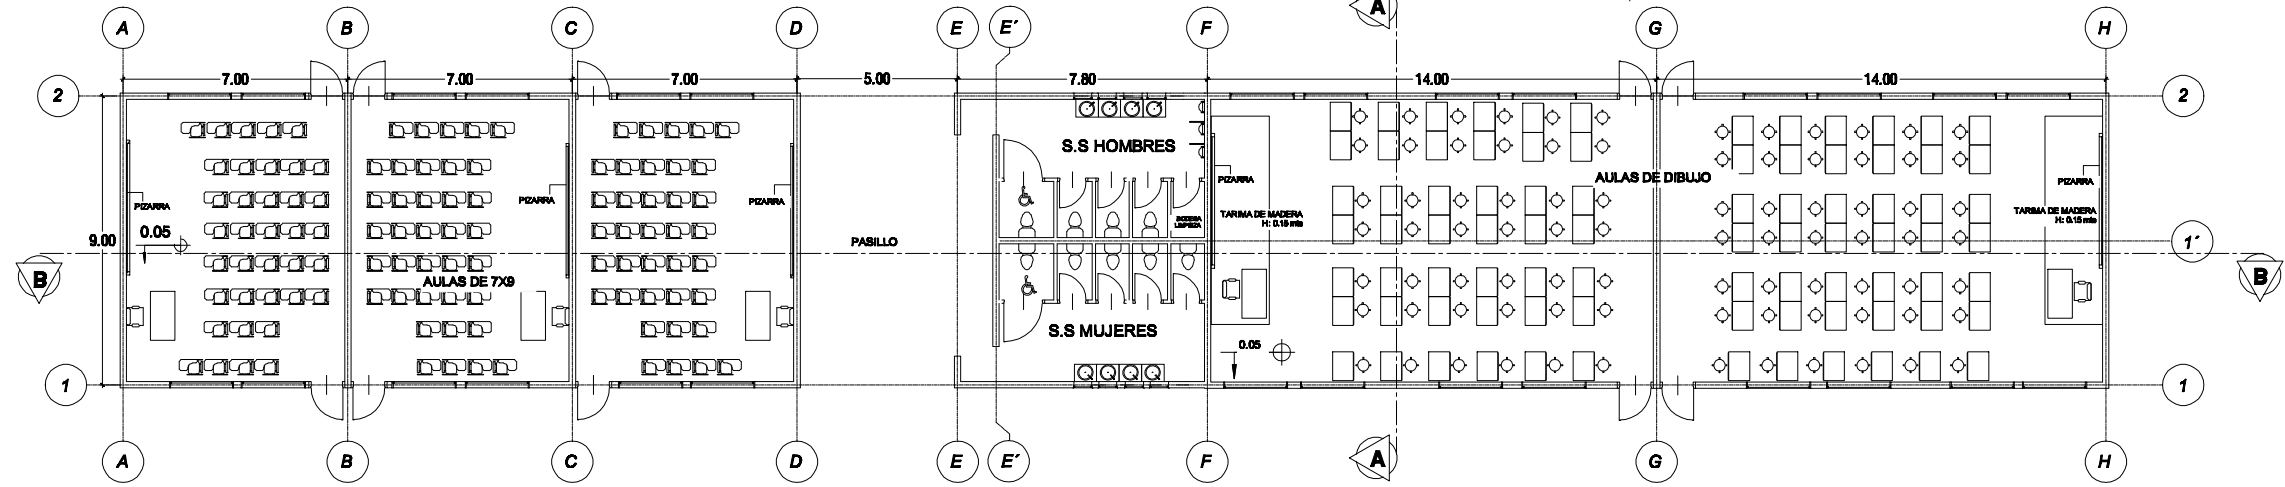 A
A B C D E E´ F G H
7.00 7.00 7.00 5.00 7.80 14.00 14.00
2 2
S.S HOMBRES
PIZARRA PIZARRA PIZARRA PIZARRA AULAS DE DIBUJO PIZARRA
BODEGA
LIMPIEZA
TARIMA DE MADERA
H: 0.15 mts
TARIMA DE MADERA
H: 0.15 mts
0.05
9.00 PASILLO 1´
B B
AULAS DE 7X9
S.S MUJERES
0.05
1 1
A B C D E E´ F A G H